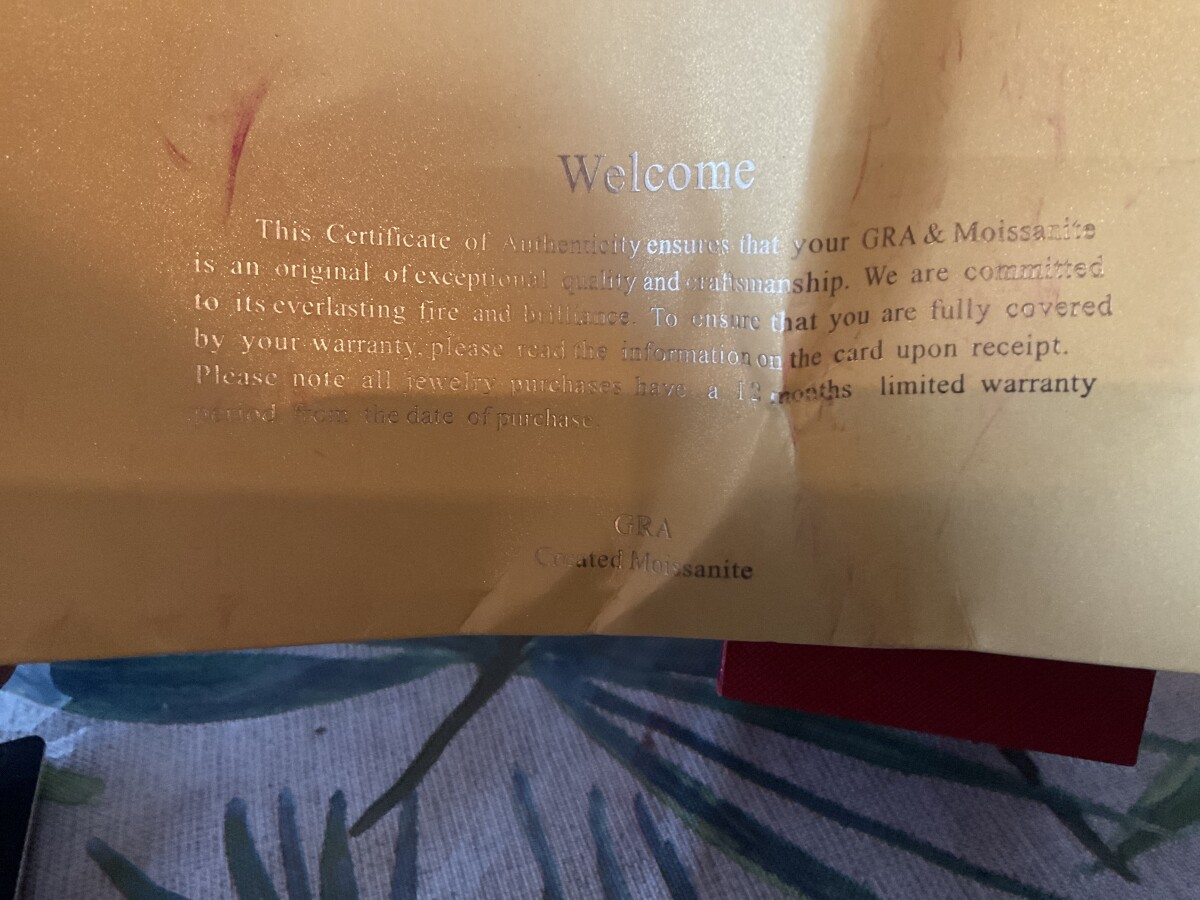 Welcome
This Certificate of Authenticity ensures that your GRA & Moissanite
is an original of exceptional quality and craftsmanship. We are committed
to its everlasting fire and brilliance. To ensure that you are fully covered
by your warranty, please read the information on the card upon receipt.
Please note all jewelry purchases have a 12 months limited warranty
period from the date of purchase.
GRA
Created Moissanite